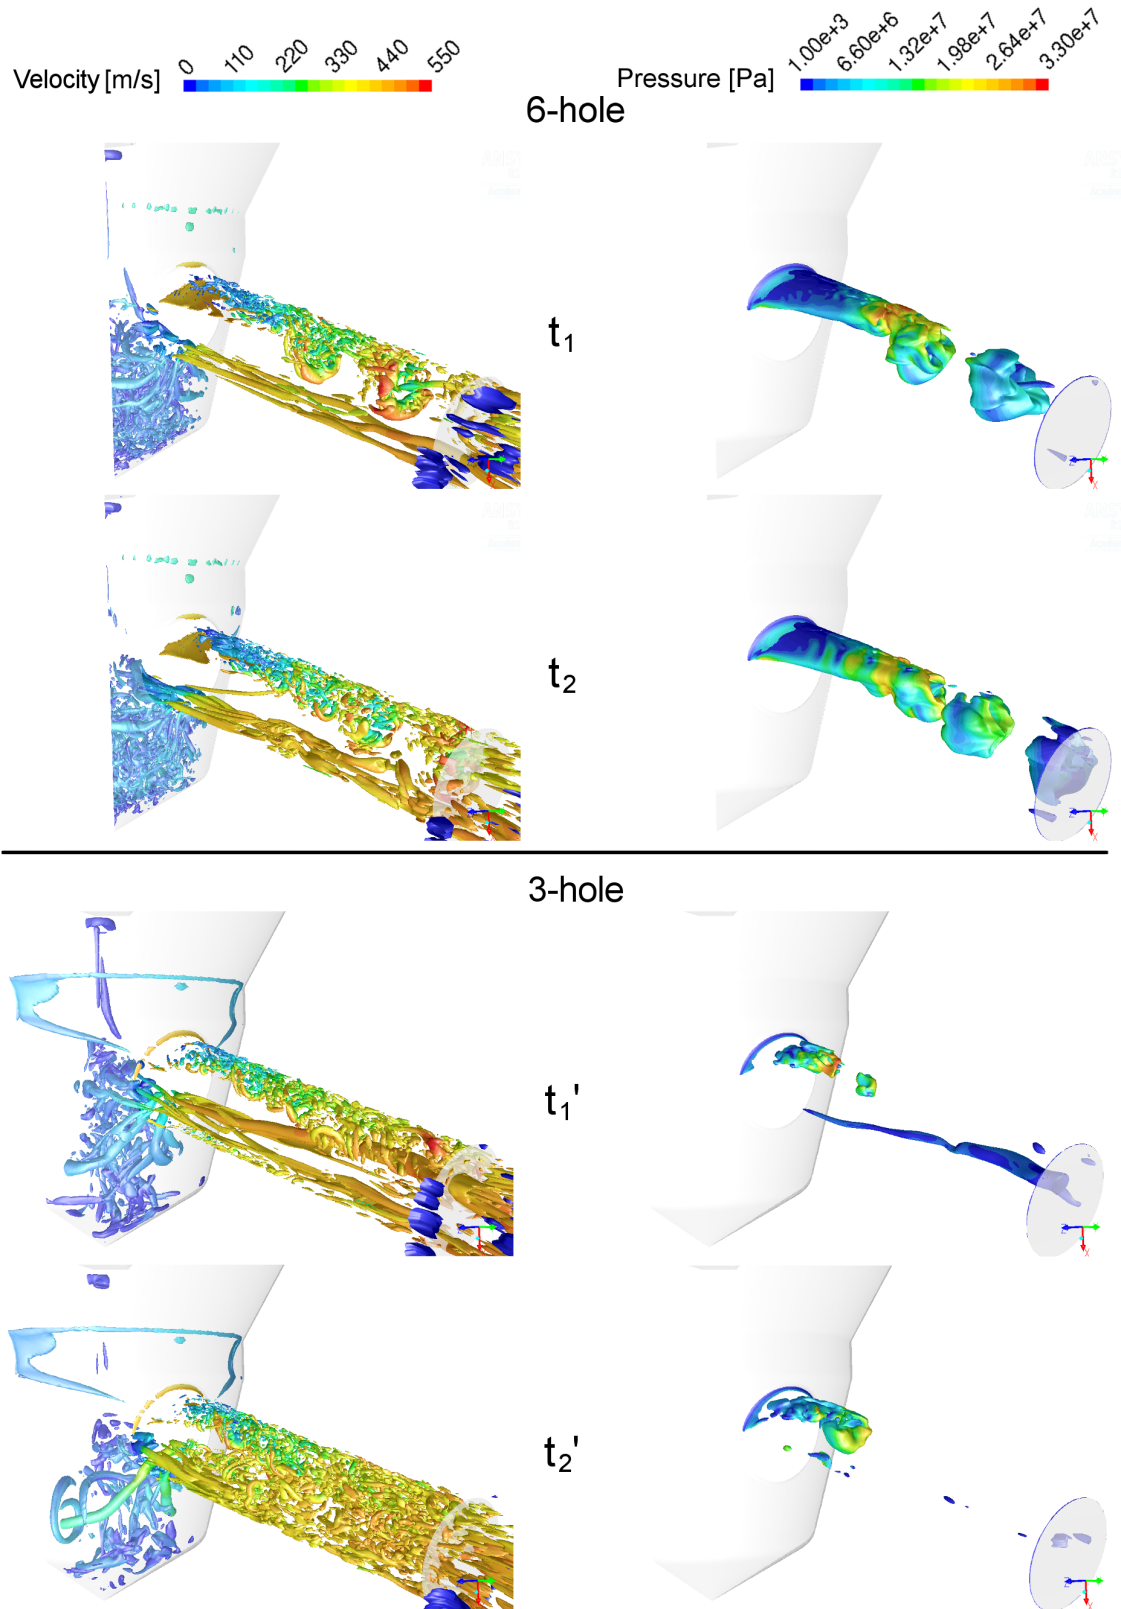 Velocity [m/s] 0 110 220 330 440 550
Pressure [Pa] 1.00e+3 6.60e+6 1.32e+7 1.98e+7 2.64e+7 3.30e+7
6-hole
t1
Z
X
t2
Z
X
3-hole
t1'
Z
X
t2'
Z
X